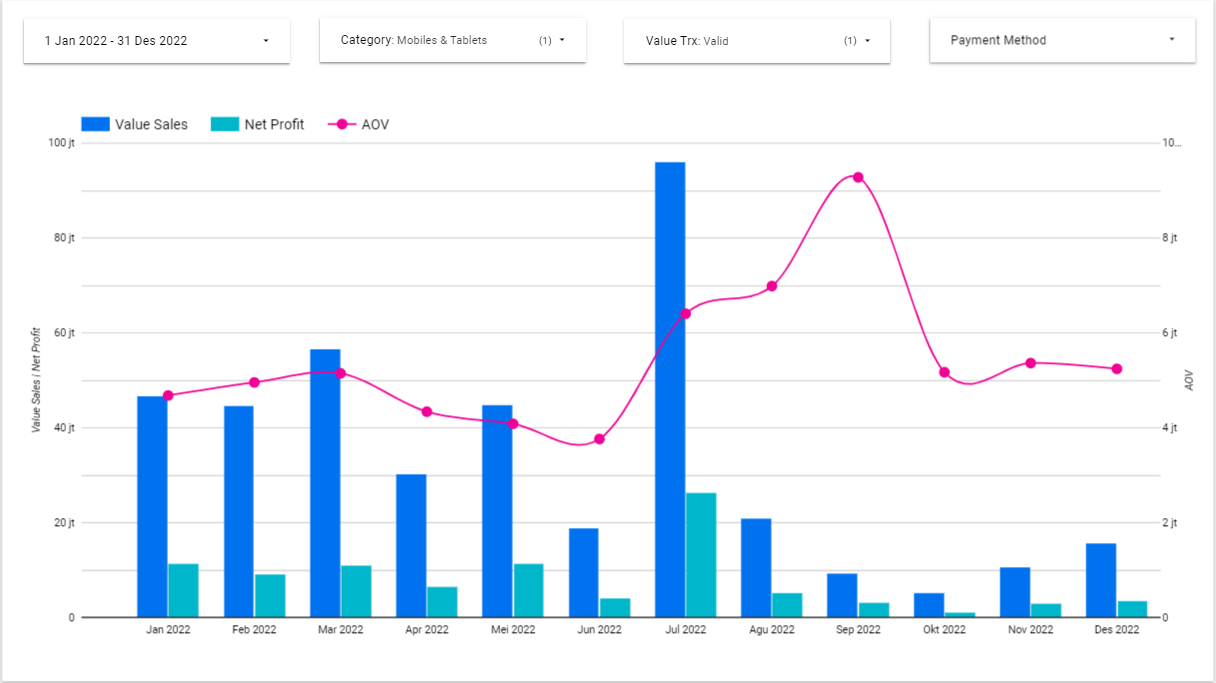 1 Jan 2022 - 31 Des 2022
Category: Mobiles & Tablets (1)
Value Trx: Valid (1)
Payment Method
Value Sales
Net Profit
AOV
100 jt
80 jt
60 jt
40 jt
20 jt
0
Value Sales | Net Profit
10...
8 jt
6 jt
4 jt
2 jt
0
AOV
Jan 2022
Feb 2022
Mar 2022
Apr 2022
Mei 2022
Jun 2022
Jul 2022
Agu 2022
Sep 2022
Okt 2022
Nov 2022
Des 2022